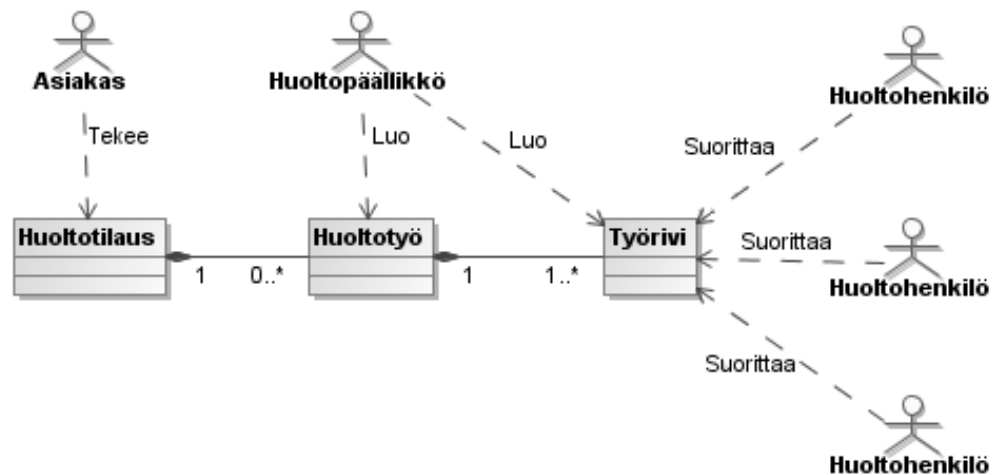 Asiakas
Huoltopäällikkö
Huoltohenkilö
Tekee
Luo
Luo
Suorittaa
Huoltotilaus
Huoltotyö
Työrivi
Suorittaa
1
0..*
1
1..*
Huoltohenkilö
Suorittaa
Huoltohenkilö